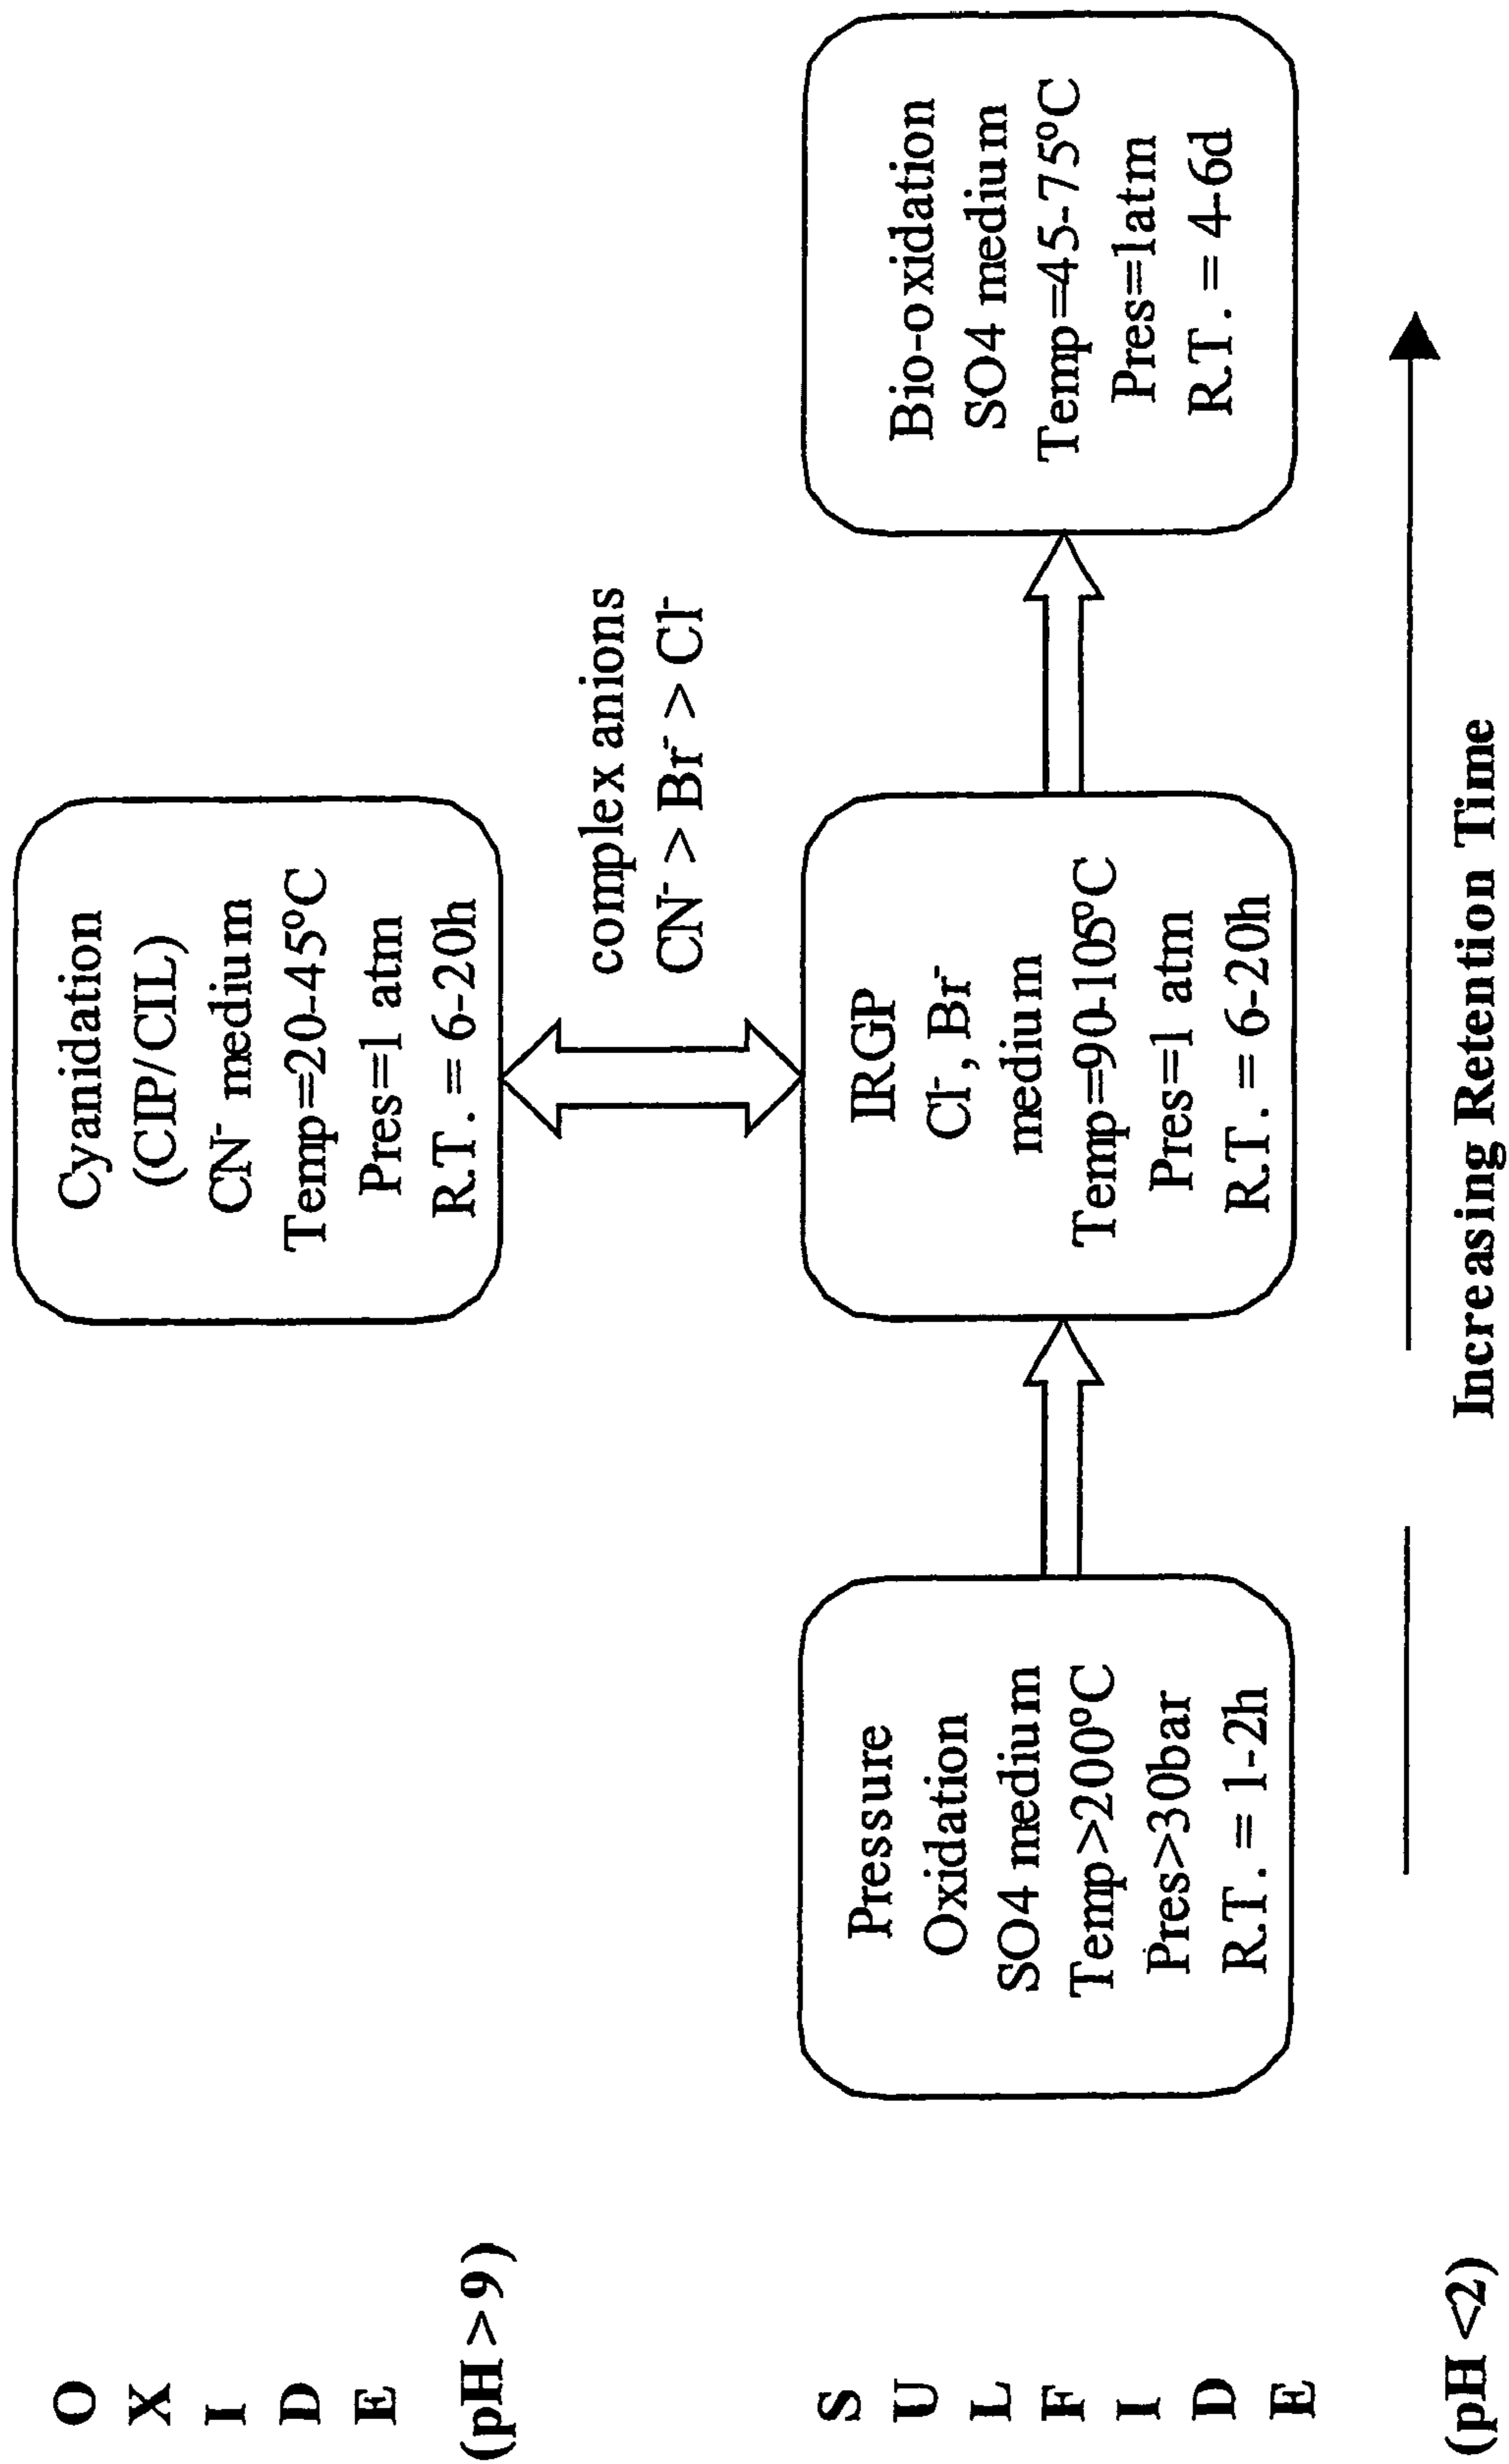 O
X
I
D
E
(pH > 9)
Cyanidation
(CIP/CIL)
CN⁻ medium
Temp=20-45°C
Pres=1 atm
R.T. = 6-20h
complex anions
CN⁻ > Br⁻ > Cl⁻
S
U
L
F
I
D
E
(pH <2)
Pressure
Oxidation
SO4 medium
Temp>200°C
Pres>30bar
R.T. = 1-2h
IRGP
Cl⁻, Br⁻
medium
Temp=90-105°C
Pres=1 atm
R.T. = 6-20h
Bio-oxidation
SO4 medium
Temp=45-75°C
Pres=1atm
R.T. = 4-6d
Increasing Retention Time